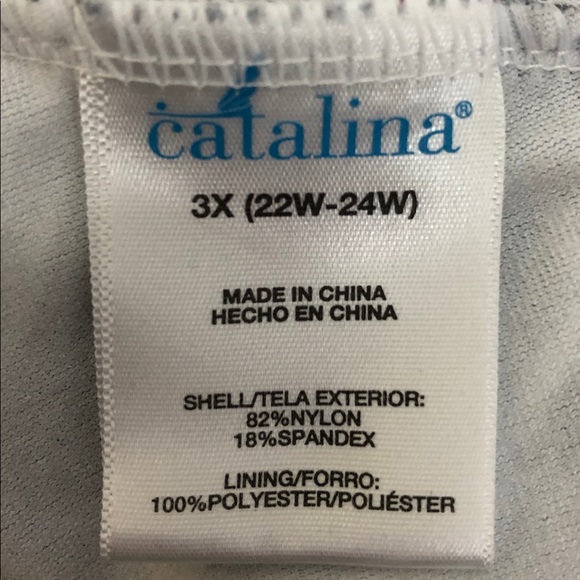 catalina®
3X (22W-24W)
MADE IN CHINA
HECHO EN CHINA
SHELL/TELA EXTERIOR:
82%NYLON
18%SPANDEX
LINING/FORRO:
100%POLYESTER/POLIÉSTER